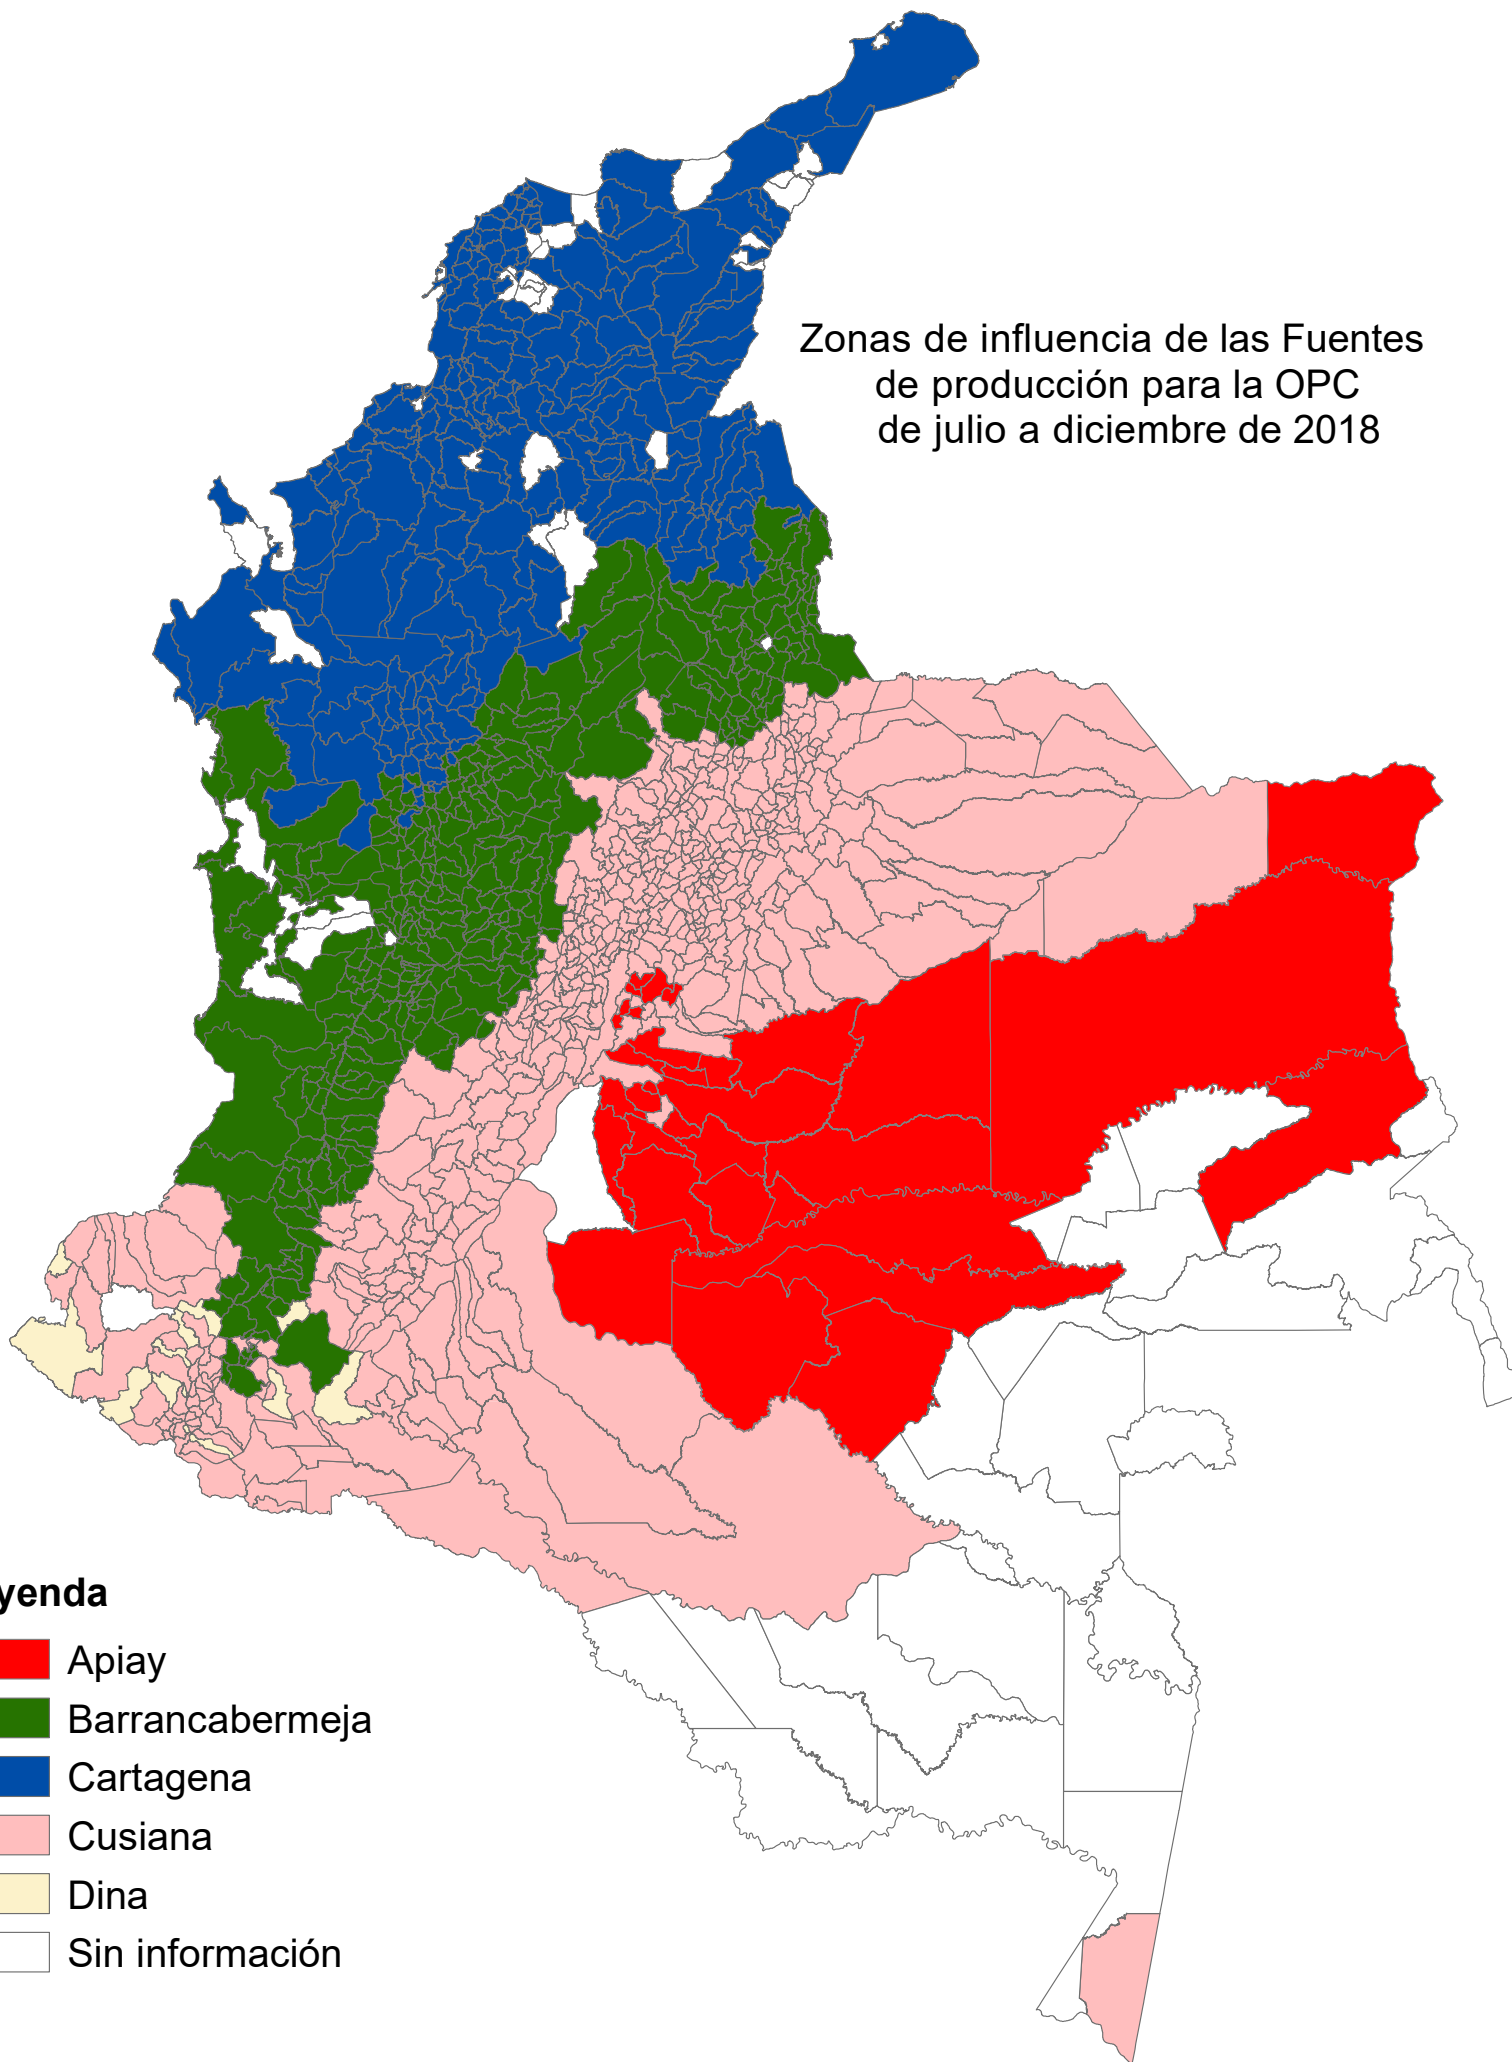 Zonas de influencia de las Fuentes
de producción para la OPC
de julio a diciembre de 2018
yenda
Apiay
Barrancabermeja
Cartagena
Cusiana
Dina
Sin información